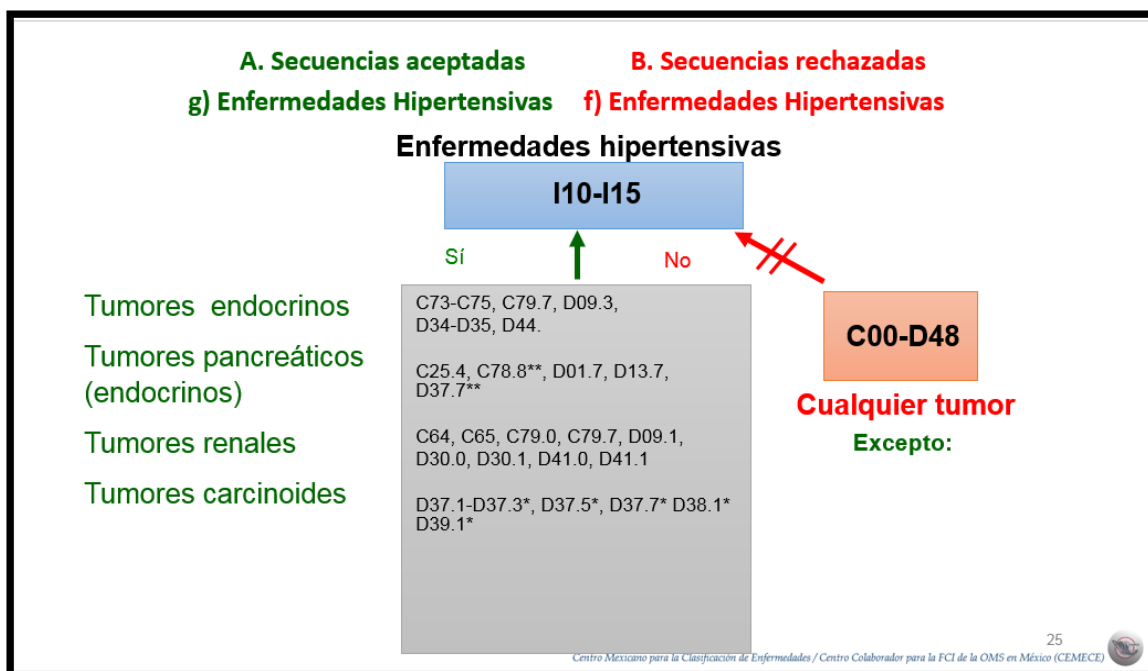 A. Secuencias aceptadas
B. Secuencias rechazadas
g) Enfermedades Hipertensivas
f) Enfermedades Hipertensivas
Enfermedades hipertensivas
I10-I15
Sí
No
Tumores endocrinos
C73-C75, C79.7, D09.3,
D34-D35, D44.
Tumores pancreáticos
(endocrinos)
C25.4, C78.8**, D01.7, D13.7,
D37.7**
Tumores renales
C64, C65, C79.0, C79.7, D09.1,
D30.0, D30.1, D41.0, D41.1
Tumores carcinoides
D37.1-D37.3*, D37.5*, D37.7* D38.1*
D39.1*
C00-D48
Cualquier tumor
Excepto:
25
Centro Mexicano para la Clasificación de Enfermedades / Centro Colaborador para la FCI de la OMS en México (CEMECE)